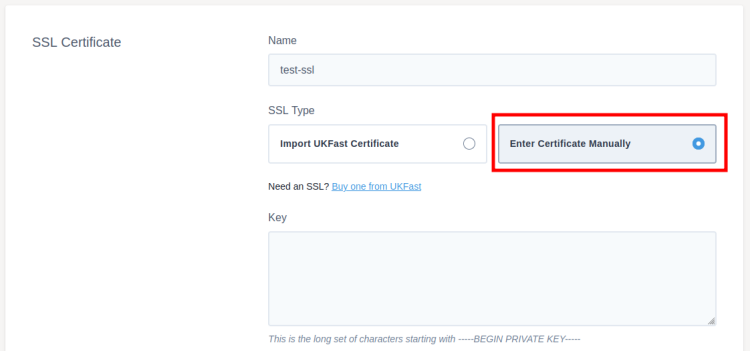 SSL Certificate
Name
test-ssl
SSL Type
Import UKFast Certificate
Enter Certificate Manually
Need an SSL? Buy one from UKFast
Key
This is the long set of characters starting with -----BEGIN PRIVATE KEY-----